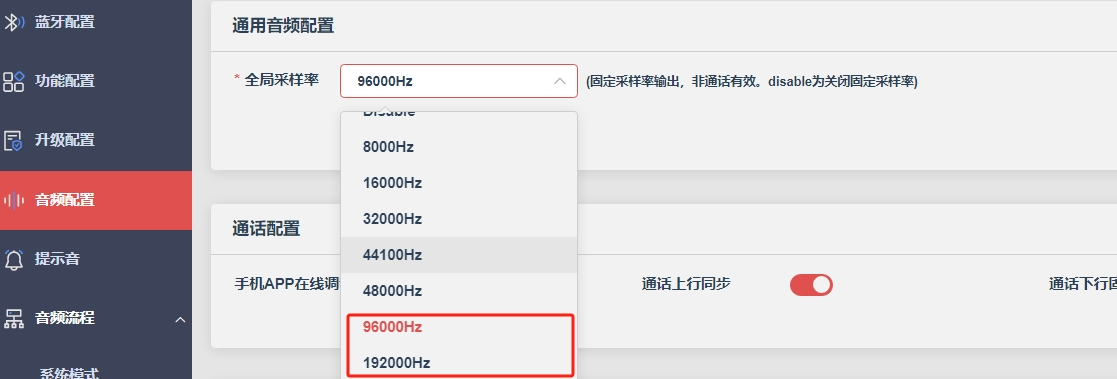 蓝牙配置
功能配置
升级配置
音频配置
提示音
音频流程
系统模式
通用音频配置
* 全局采样率 96000Hz (固定采样率输出，非通话有效。disable为关闭固定采样率)
Disable
8000Hz
16000Hz
32000Hz
44100Hz
48000Hz
96000Hz
192000Hz
通话配置
手机APP在线调 通话上行同步 通话下行